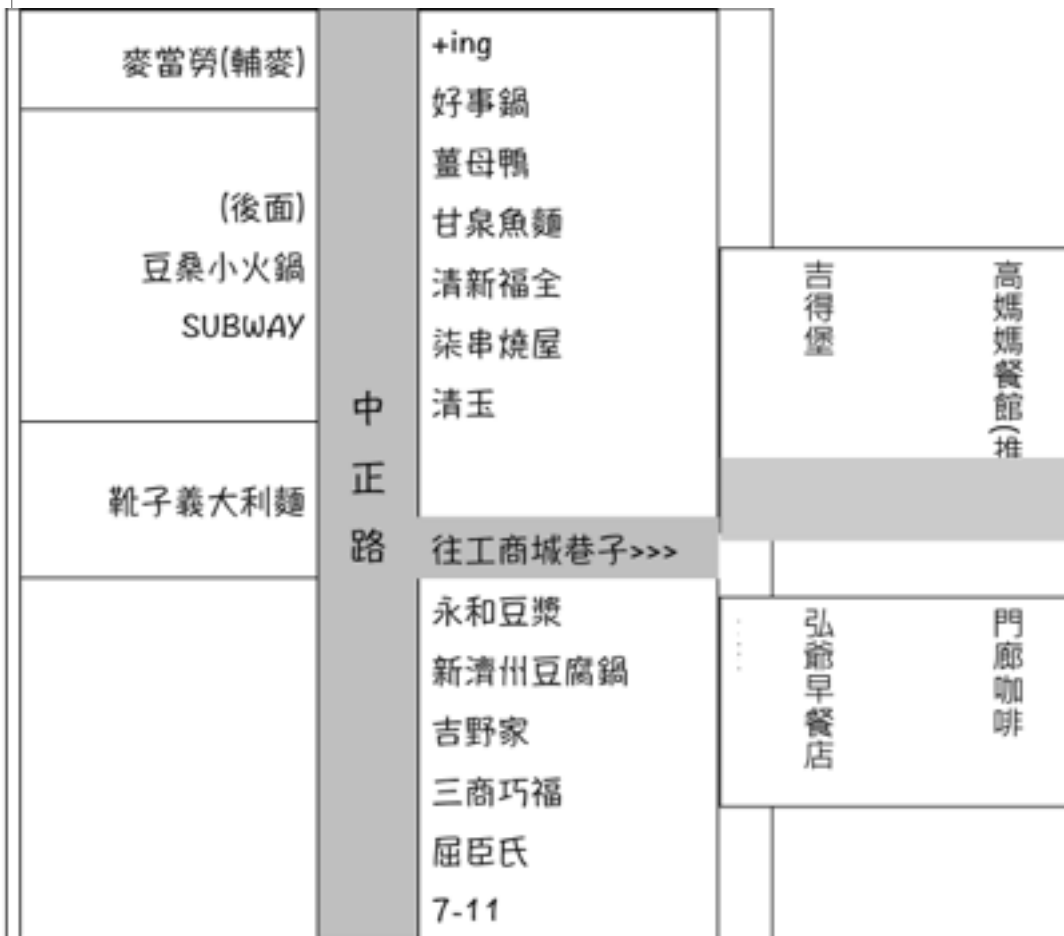 麥當勞(輔麥)
(後面)
豆桑小火鍋
SUBWAY
靴子義大利麵
中正路
+ing
好事鍋
薑母鴨
甘泉魚麵
清新福全
柒串燒屋
清玉
往工商城巷子>>>
永和豆漿
新濟州豆腐鍋
吉野家
三商巧福
屈臣氏
7-11
吉得堡
高媽媽餐館(推
弘爺早餐店
門廊咖啡